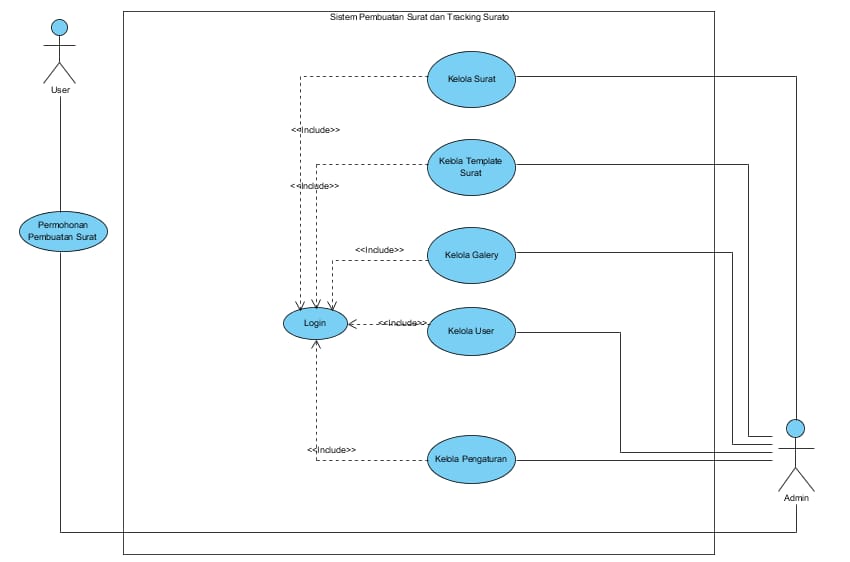 Sistem Pembuatan Surat dan Tracking Surato
User
Kelola Surat
<<Include>>
Kelola Template
Surat
<<Include>>
Permohonan
Pembuatan Surat
<<Include>>
Kelola Galery
Login
<<Include>>
Kelola User
<<Include>>
Kelola Pengaturan
Admin